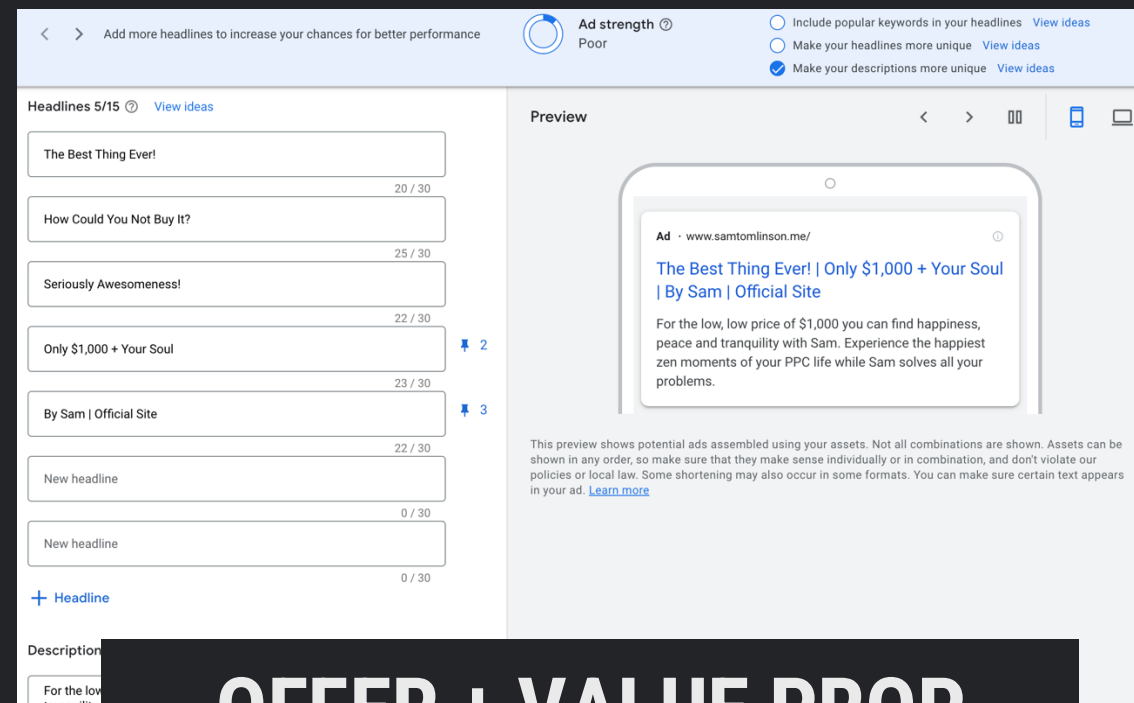 Add more headlines to increase your chances for better performance
Ad strength
Poor
Include popular keywords in your headlines View ideas
Make your headlines more unique View ideas
Make your descriptions more unique View ideas
Headlines 5/15 View ideas
The Best Thing Ever!
20 / 30
How Could You Not Buy It?
25 / 30
Seriously Awesomeness!
22 / 30
Only $1,000 + Your Soul
2
23 / 30
By Sam | Official Site
3
22 / 30
New headline
0 / 30
New headline
0 / 30
+ Headline
Description
For the low
Preview
Ad · www.samtomlinson.me/
The Best Thing Ever! | Only $1,000 + Your Soul
| By Sam | Official Site
For the low, low price of $1,000 you can find happiness,
peace and tranquility with Sam. Experience the happiest
zen moments of your PPC life while Sam solves all your
problems.
This preview shows potential ads assembled using your assets. Not all combinations are shown. Assets can be
shown in any order, so make sure that they make sense individually or in combination, and don't violate our
policies or local law. Some shortening may also occur in some formats. You can make sure certain text appears
in your ad. Learn more
OFFER + VALUE PROP